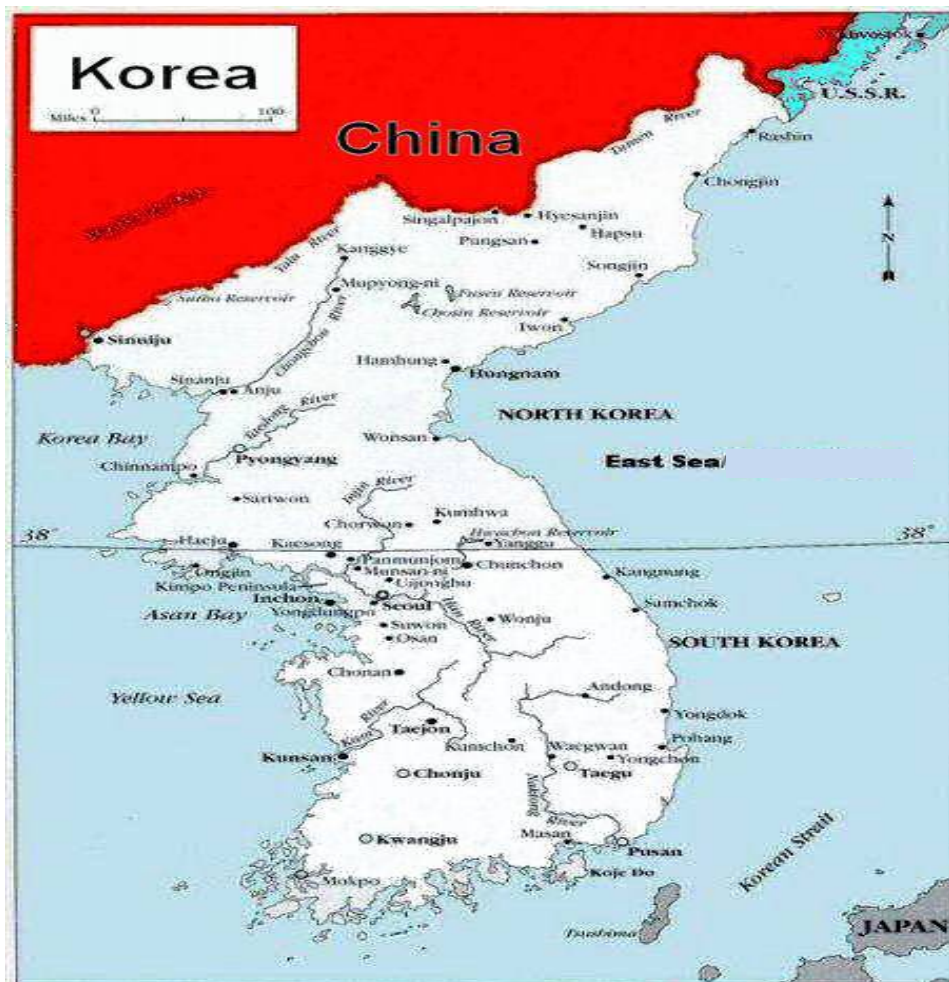 Korea
0 100
Miles
China
U.S.S.R.
Tumen River
Rashin
Chongjin
Singalpajon
Hyesanjin
Hapsu
Pungsan
N
Yalu River
Kanggye
Songjin
Mupyong-ni
Fusen Reservoir
Suiho Reservoir
Chosin Reservoir
Iwon
Sinuiju
Chongchon River
Hamhung
Hungnam
Sinanju
Anju
NORTH KOREA
Taedong River
Korea Bay
Wonsan
Pyongyang
East Sea/
Chinnampo
Sariwon
Imjin River
Kumhwa
Chorwon
Hwachon Reservoir
38°
38°
Haeju
Kaesong
Yanggu
Panmunjom
Chunchon
Ongjin
Munsan-ni
Kangnung
Kimpo Peninsula
Uijongbu
Inchon
Seoul
Samchok
Asan Bay
Yongdungpo
Han River
Wonju
Suwon
Osan
SOUTH KOREA
Chonan
Andong
Yellow Sea
Kum River
Yongdok
Taejon
Kumchon
Waegwan
Pohang
Kunsan
Yongchon
Chonju
Taegu
Naktong River
Kwangju
Masan
Pusan
Korean Strait
Mokpo
Koje Do
Tsushima
JAPAN